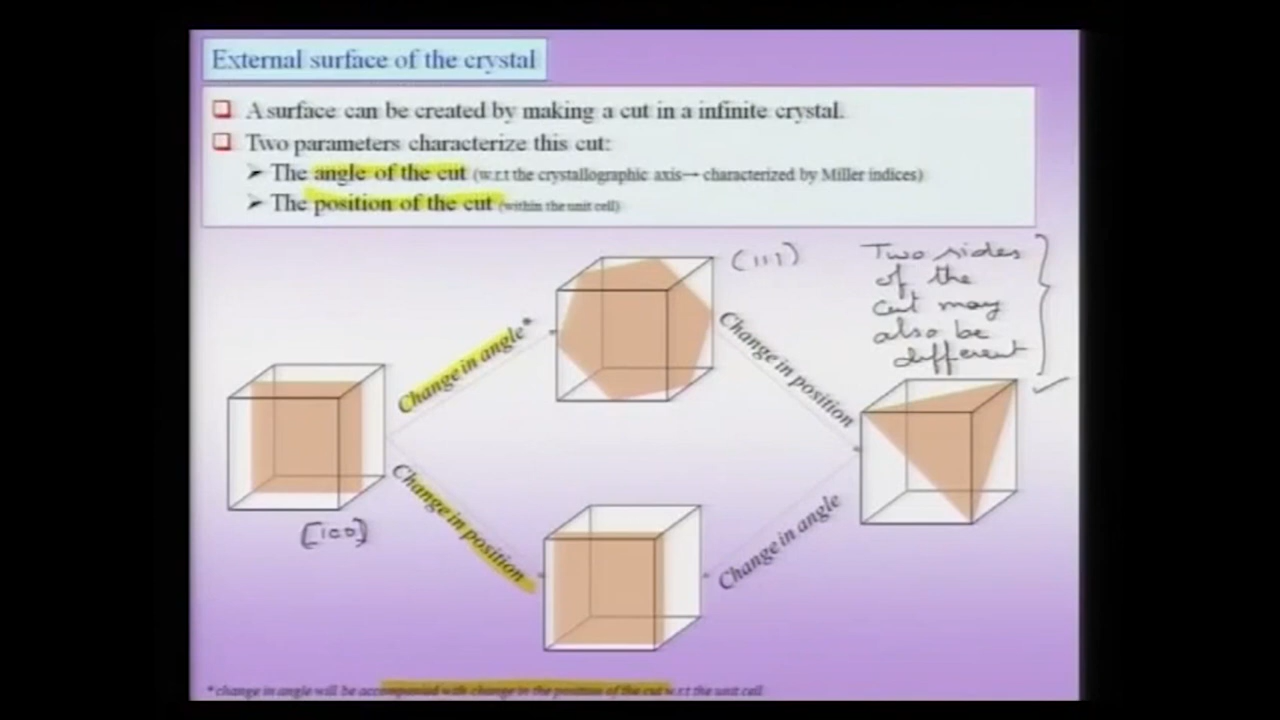 External surface of the crystal
A surface can be created by making a cut in a infinite crystal.
Two parameters characterize this cut:
➤ The angle of the cut (w.r.t the crystallographic axis→ characterized by Miller indices)
➤ The position of the cut (within the unit cell)
(111)
Two sides
of the
cut may
also be
different
Change in angle*
Change in position
[100]
Change in position
Change in angle
*change in angle will be accompanied with change in the position of the cut w.r.t the unit cell